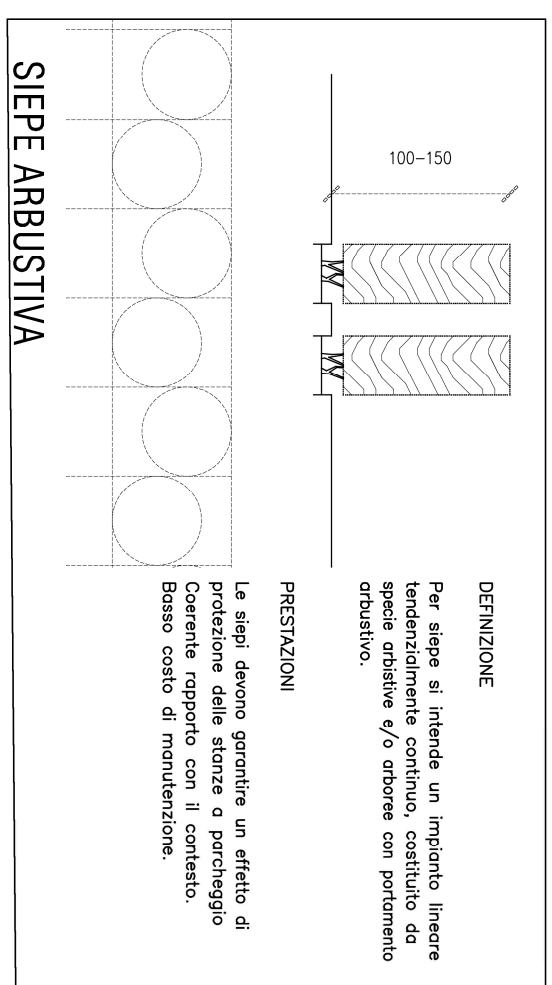 DEFINIZIONE
Per siepe si intende un impianto lineare
tendenzialmente continuo, costituito da
specie arbistive e/o arboree con portamento
arbustivo.
PRESTAZIONI
Le siepi devono garantire un effetto di
protezione delle stanze a parcheggio
Coerente rapporto con il contesto.
Basso costo di manutenzione.
100-150
SIEPE ARBUSTIVA